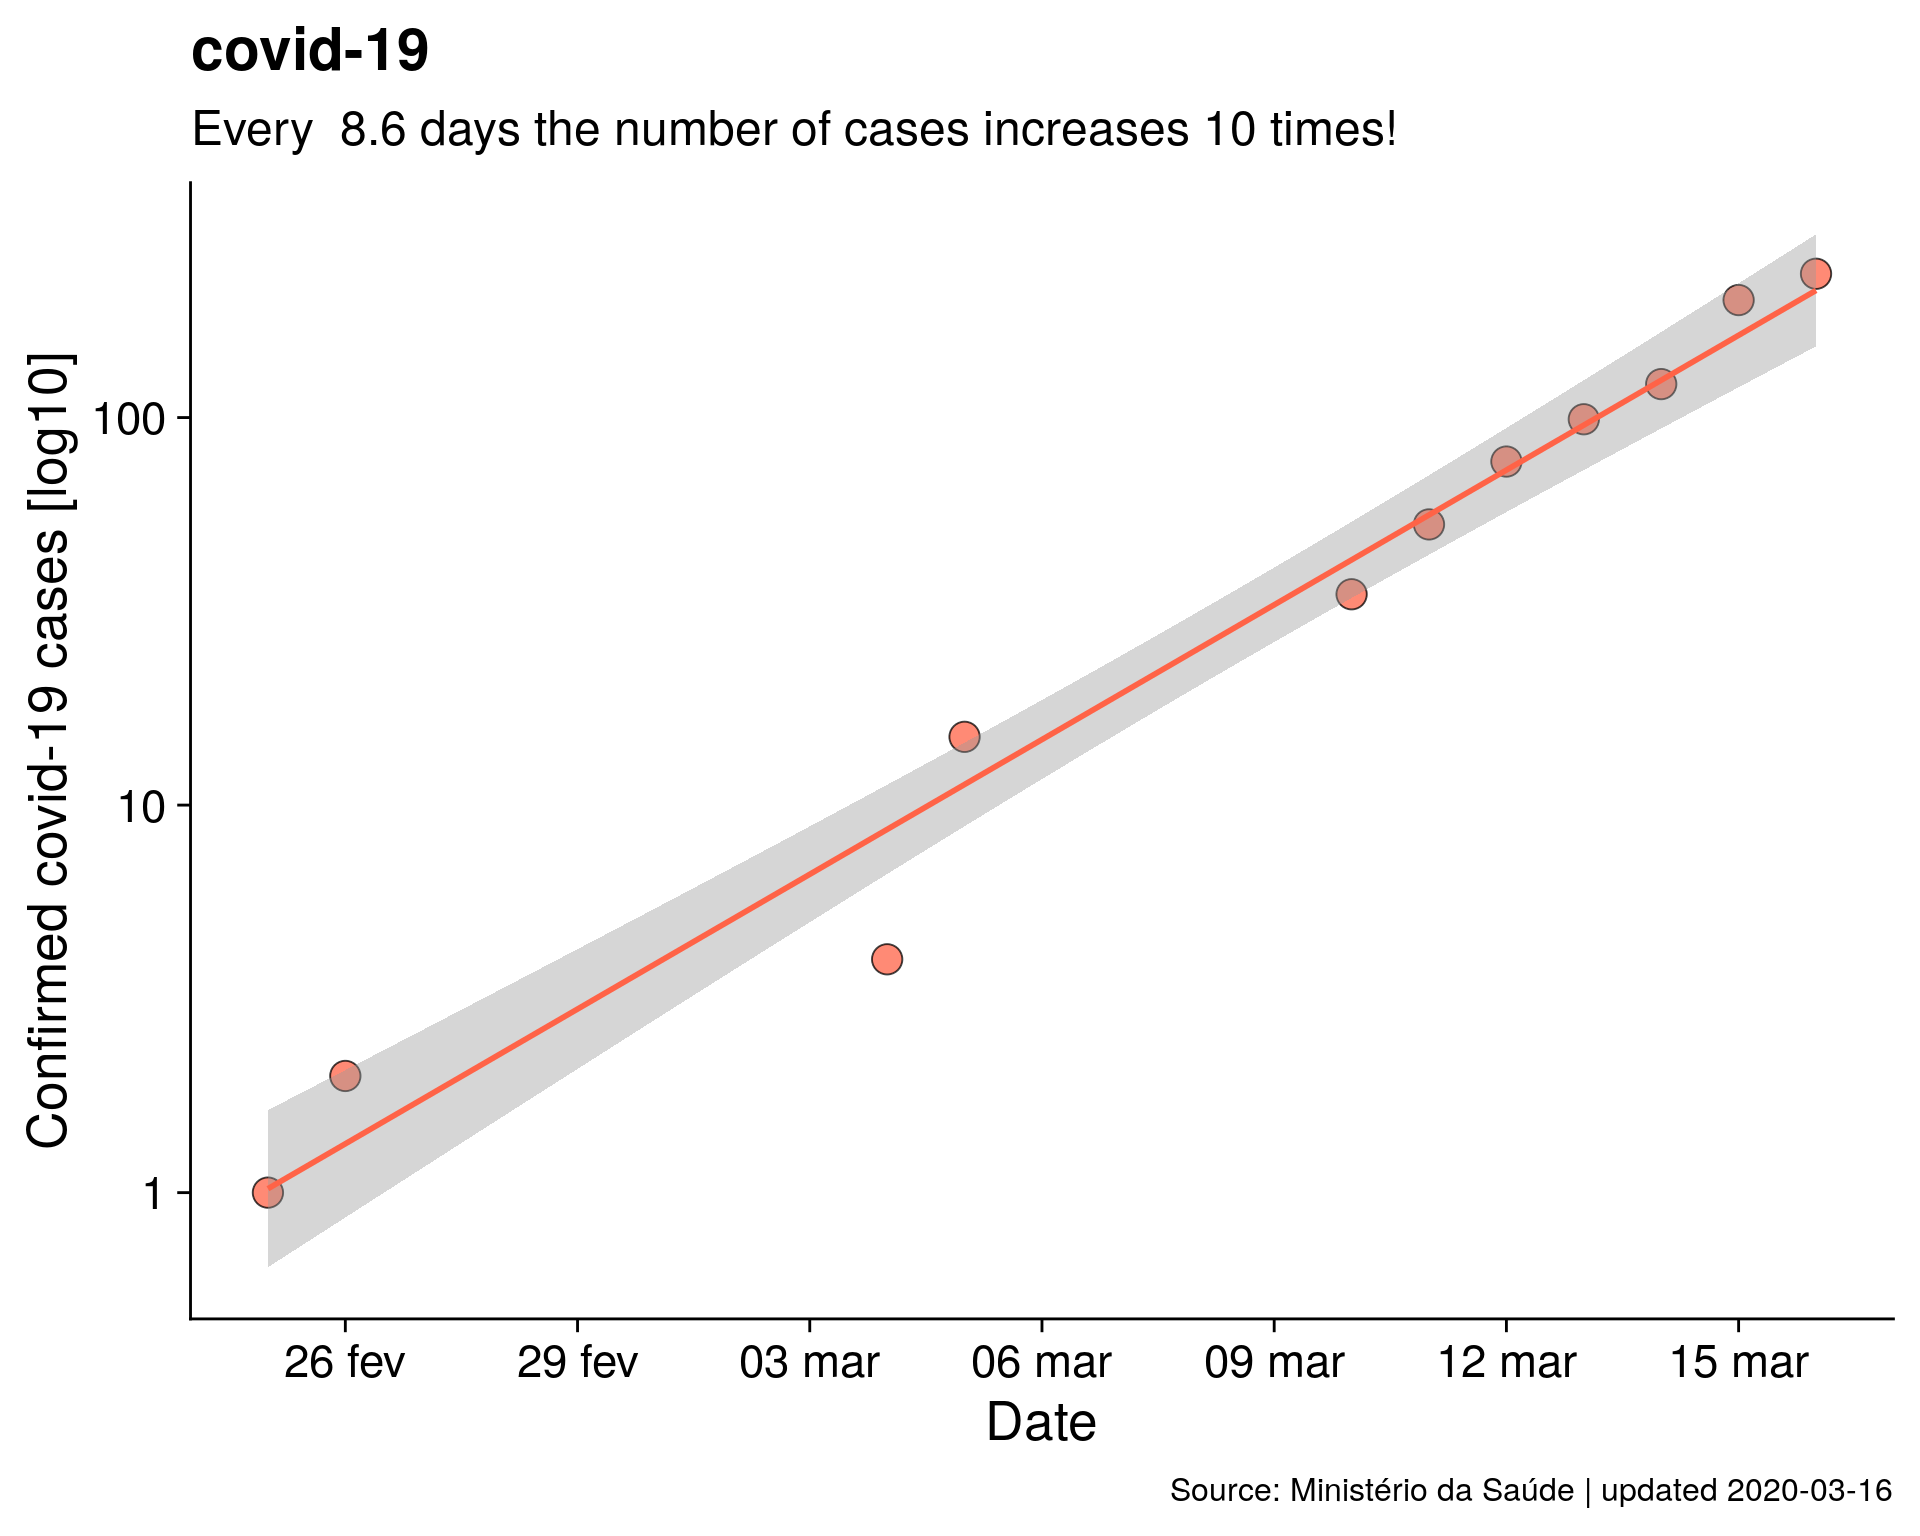 covid-19
Every  8.6 days the number of cases increases 10 times!
Confirmed covid-19 cases [log10]
100
10
1
26 fev 29 fev 03 mar 06 mar 09 mar 12 mar 15 mar
Date
Source: Ministério da Saúde | updated 2020-03-16